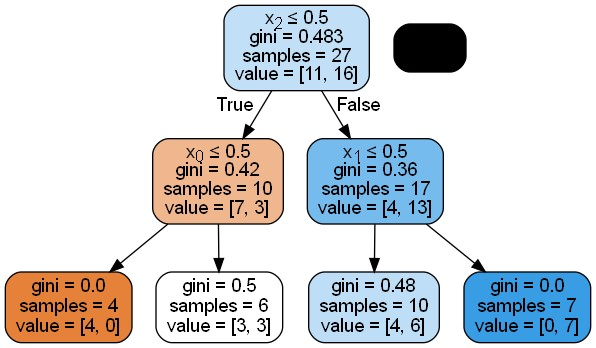 x₂ ≤ 0.5
gini = 0.483
samples = 27
value = [11, 16]
True
False
x₀ ≤ 0.5
gini = 0.42
samples = 10
value = [7, 3]
x₁ ≤ 0.5
gini = 0.36
samples = 17
value = [4, 13]
gini = 0.0
samples = 4
value = [4, 0]
gini = 0.5
samples = 6
value = [3, 3]
gini = 0.48
samples = 10
value = [4, 6]
gini = 0.0
samples = 7
value = [0, 7]